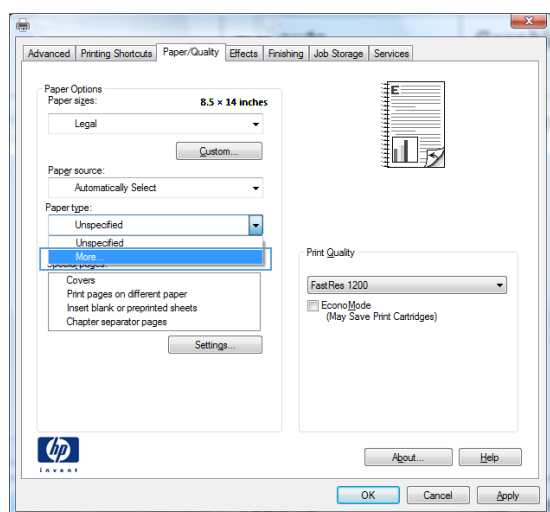 Advanced Printing Shortcuts Paper/Quality Effects Finishing Job Storage Services
Paper Options
Paper sizes: 8.5 × 14 inches
Legal
Custom...
Paper source:
Automatically Select
Paper type:
Unspecified
Unspecified
More...
Special pages:
Covers
Print pages on different paper
Insert blank or preprinted sheets
Chapter separator pages
Settings...
E
Print Quality
FastRes 1200
EconoMode
(May Save Print Cartridges)
hp
invent
About... Help
OK Cancel Apply